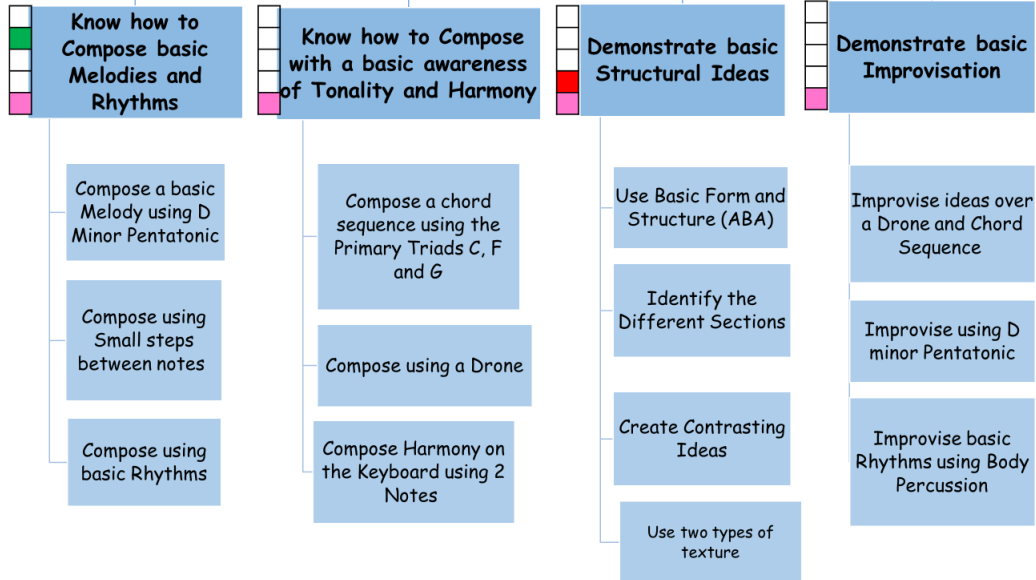 Know how to
Compose basic
Melodies and
Rhythms
Compose a basic
Melody using D
Minor Pentatonic
Compose using
Small steps
between notes
Compose using
basic Rhythms
Know how to Compose
with a basic awareness
of Tonality and Harmony
Compose a chord
sequence using the
Primary Triads C, F
and G
Compose using a Drone
Compose Harmony on
the Keyboard using 2
Notes
Demonstrate basic
Structural Ideas
Use Basic Form and
Structure (ABA)
Identify the
Different Sections
Create Contrasting
Ideas
Use two types of
texture
Demonstrate basic
Improvisation
Improvise ideas over
a Drone and Chord
Sequence
Improvise using D
minor Pentatonic
Improvise basic
Rhythms using Body
Percussion